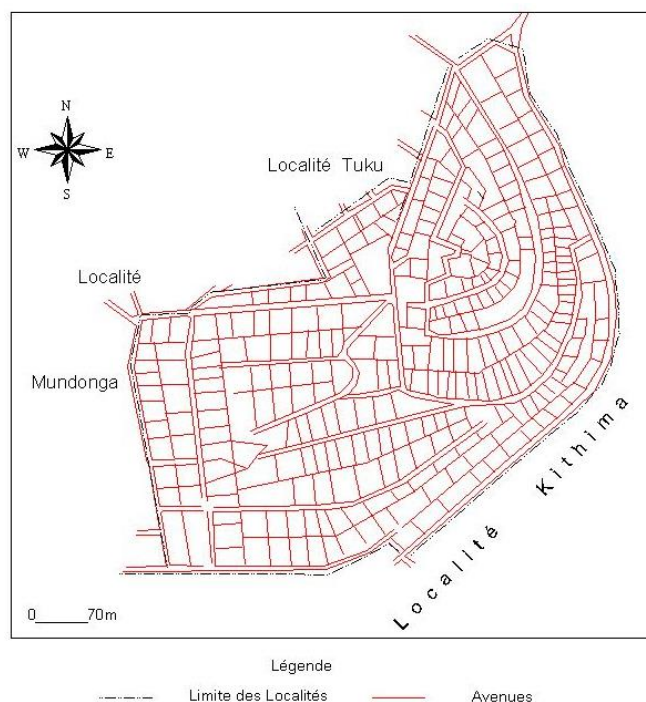 N
W E
S
Localité Tuku
Localité
Mundonga
Localité Kithima
0 70m
Légende
Limite des Localités Avenues